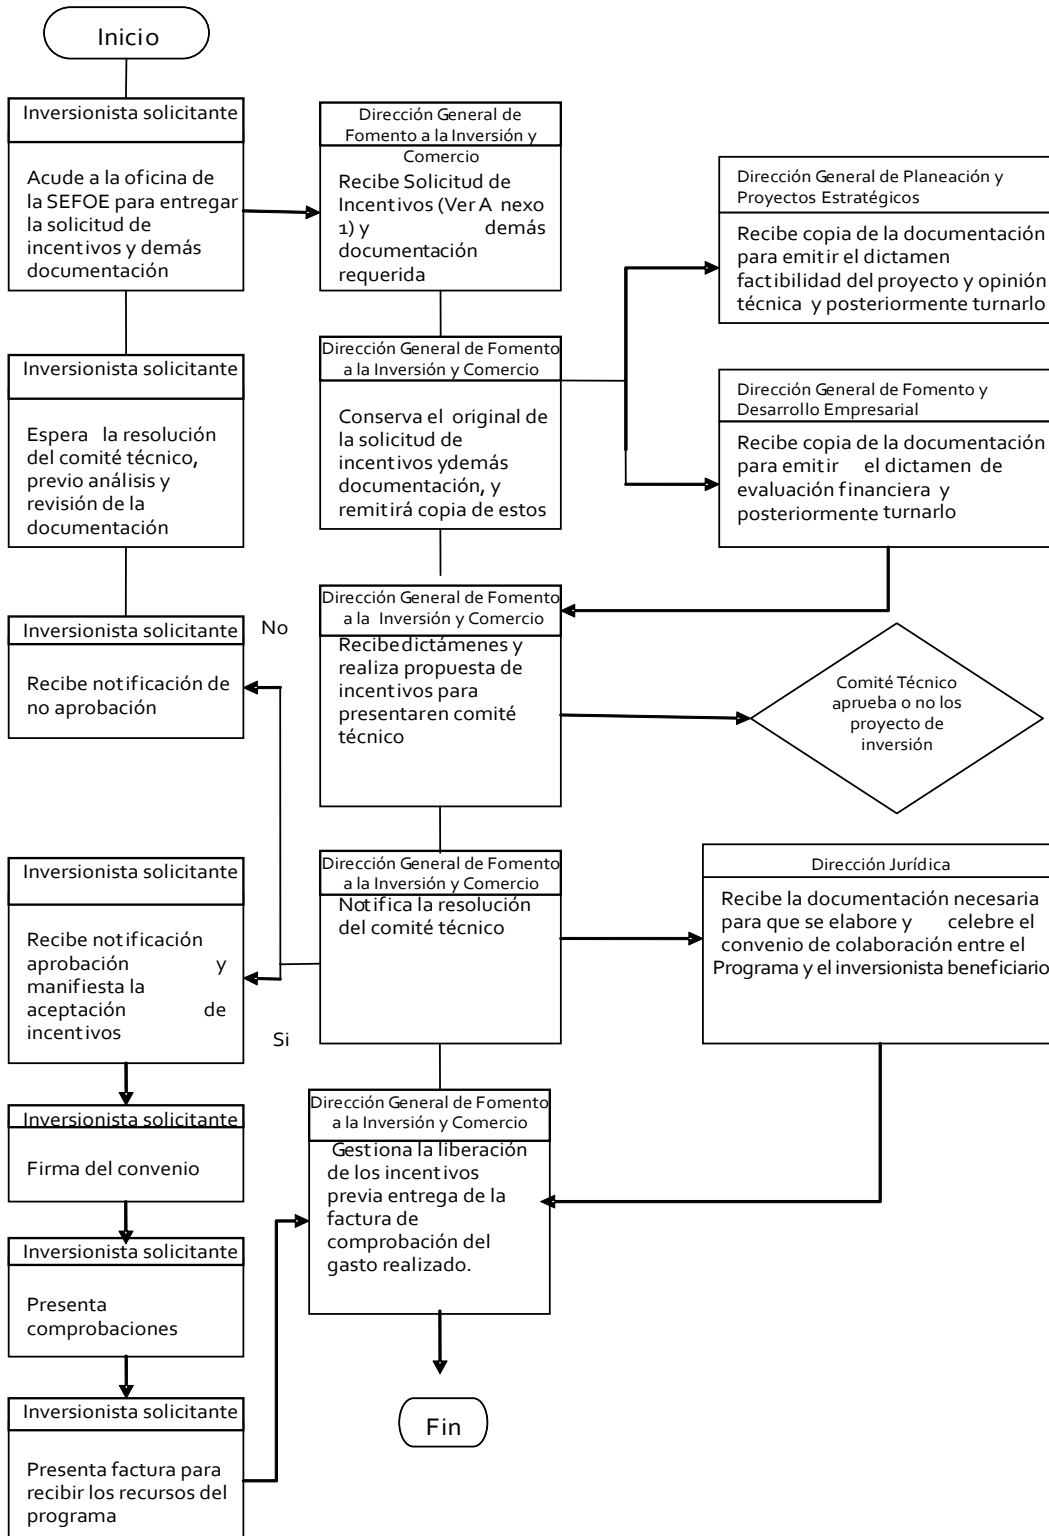 Inicio
Inversionista solicitante
Acude a la oficina de
la SEFOE para entregar
la solicitud de
incentivos y demás
documentación
Dirección General de
Fomento a la Inversión y
Comercio
Recibe Solicitud de
Incentivos (Ver A nexo
1) y demás
documentación
requerida
Dirección General de Planeación y
Proyectos Estratégicos
Recibe copia de la documentación
para emitir el dictamen
factibilidad del proyecto y opinión
técnica y posteriormente turnarlo
Inversionista solicitante
Espera la resolución
del comité técnico,
previo análisis y
revisión de la
documentación
Dirección General de Fomento
a la Inversión y Comercio
Conserva el original de
la solicitud de
incentivos ydemás
documentación, y
remitirá copia de estos
Dirección General de Fomento y
Desarrollo Empresarial
Recibe copia de la documentación
para emitir el dictamen de
evaluación financiera y
posteriormente turnarlo
Inversionista solicitante
Recibe notificación de
no aprobación
No
Dirección General de Fomento
a la Inversión y Comercio
Recibedictámenes y
realiza propuesta de
incentivos para
presentaren comité
técnico
Comité Técnico
aprueba o no los
proyecto de
inversión
Inversionista solicitante
Recibe notificación
aprobación y
manifiesta la
aceptación de
incentivos
Si
Dirección General de Fomento
a la Inversión y Comercio
Notifica la resolución
del comité técnico
Dirección Jurídica
Recibe la documentación necesaria
para que se elabore y celebre el
convenio de colaboración entre el
Programa y el inversionista beneficiario
Inversionista solicitante
Firma del convenio
Dirección General de Fomento
a la Inversión y Comercio
Gestiona la liberación
de los incentivos
previa entrega de la
factura de
comprobación del
gasto realizado.
Inversionista solicitante
Presenta
comprobaciones
Inversionista solicitante
Presenta factura para
recibir los recursos del
programa
Fin